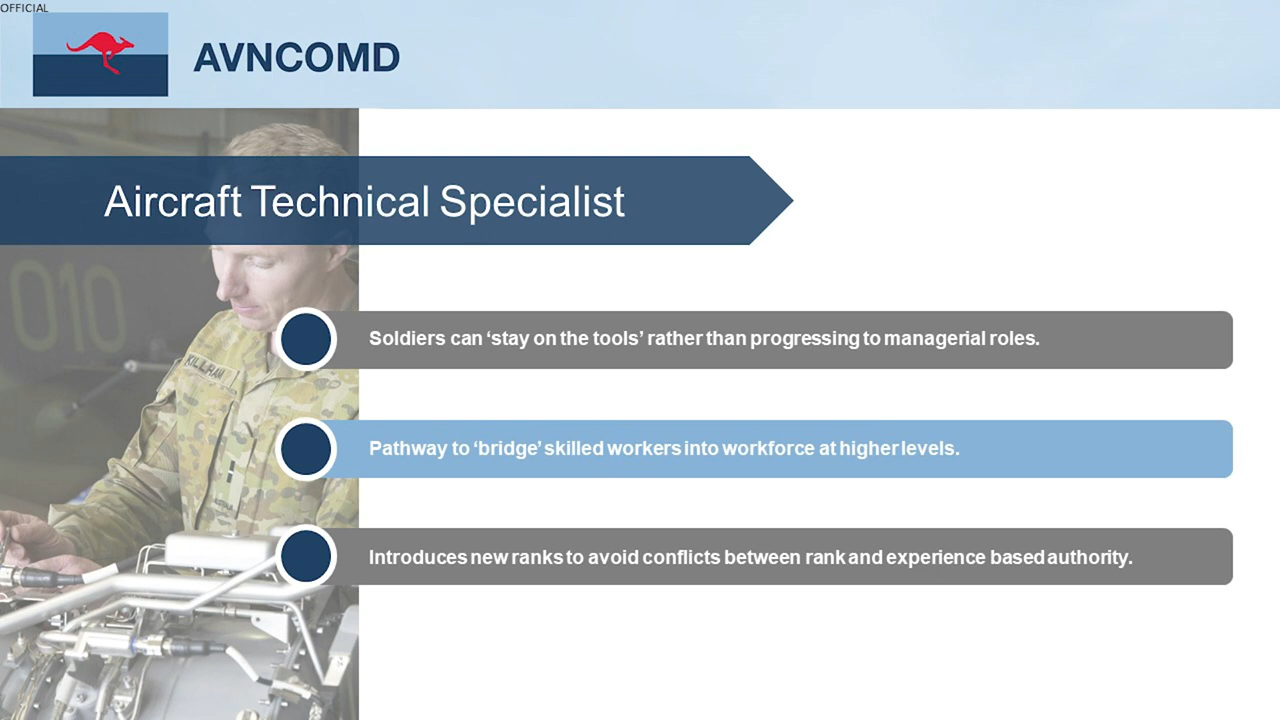 OFFICIAL
AVNCOMD
Aircraft Technical Specialist
010
Soldiers can ‘stay on the tools’ rather than progressing to managerial roles.
KILLHAM
Pathway to ‘bridge’ skilled workers into workforce at higher levels.
Introduces new ranks to avoid conflicts between rank and experience based authority.